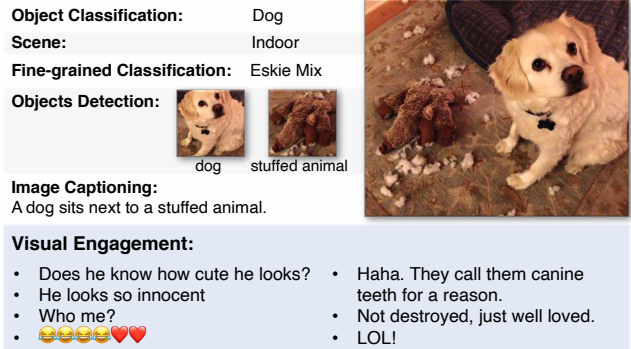 Object Classification: Dog
Scene: Indoor
Fine-grained Classification: Eskie Mix
Objects Detection:
dog stuffed animal
Image Captioning:
A dog sits next to a stuffed animal.
Visual Engagement:
• Does he know how cute he looks?
• He looks so innocent
• Who me?
• 😂😂😂😂❤️❤️
• Haha. They call them canine
teeth for a reason.
• Not destroyed, just well loved.
• LOL!